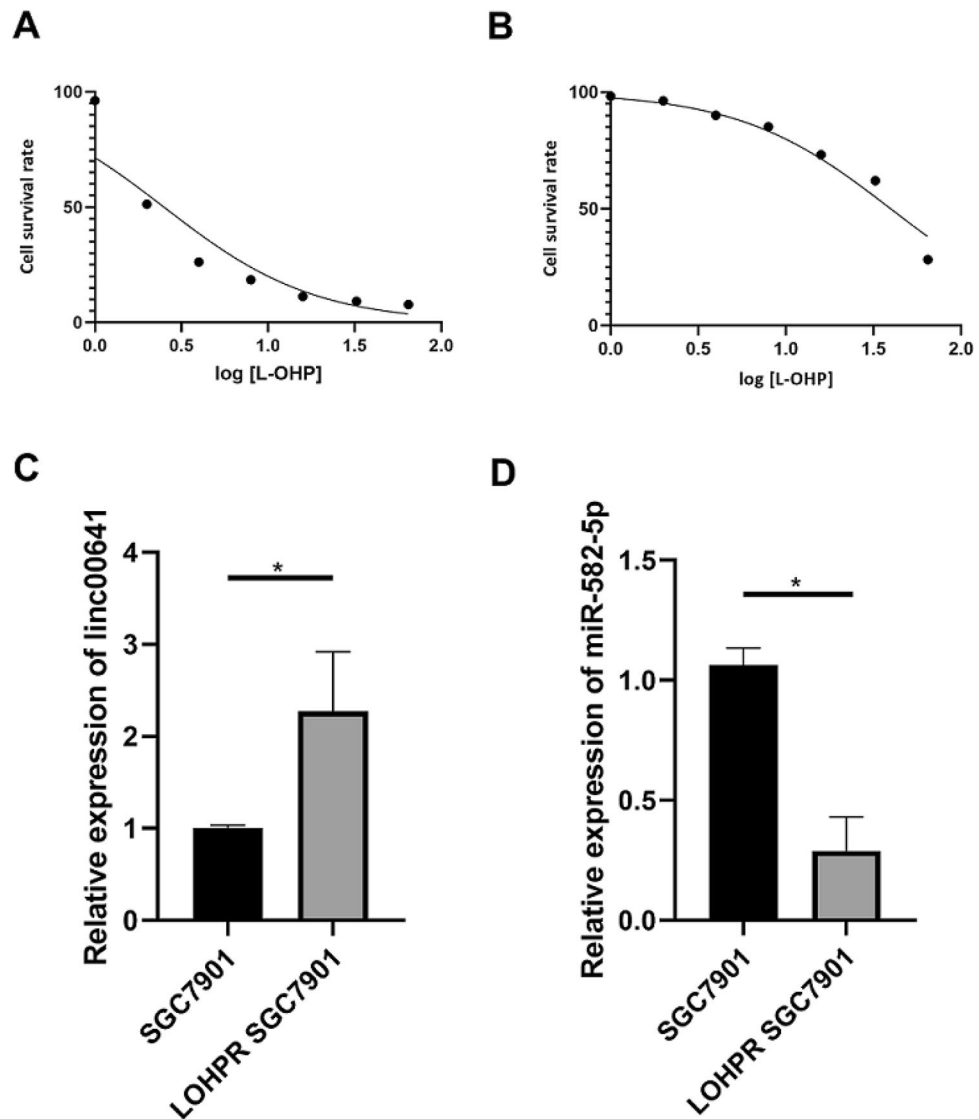 A
100
50
0
Cell survival rate
0.0 0.5 1.0 1.5 2.0
log [L-OHP]
B
100
50
0
Cell survival rate
0.0 0.5 1.0 1.5 2.0
log [L-OHP]
C
4
3
2
1
0
Relative expression of linc00641
*
SGC7901
LOHPR SGC7901
D
1.5
1.0
0.5
0.0
Relative expression of miR-582-5p
*
SGC7901
LOHPR SGC7901